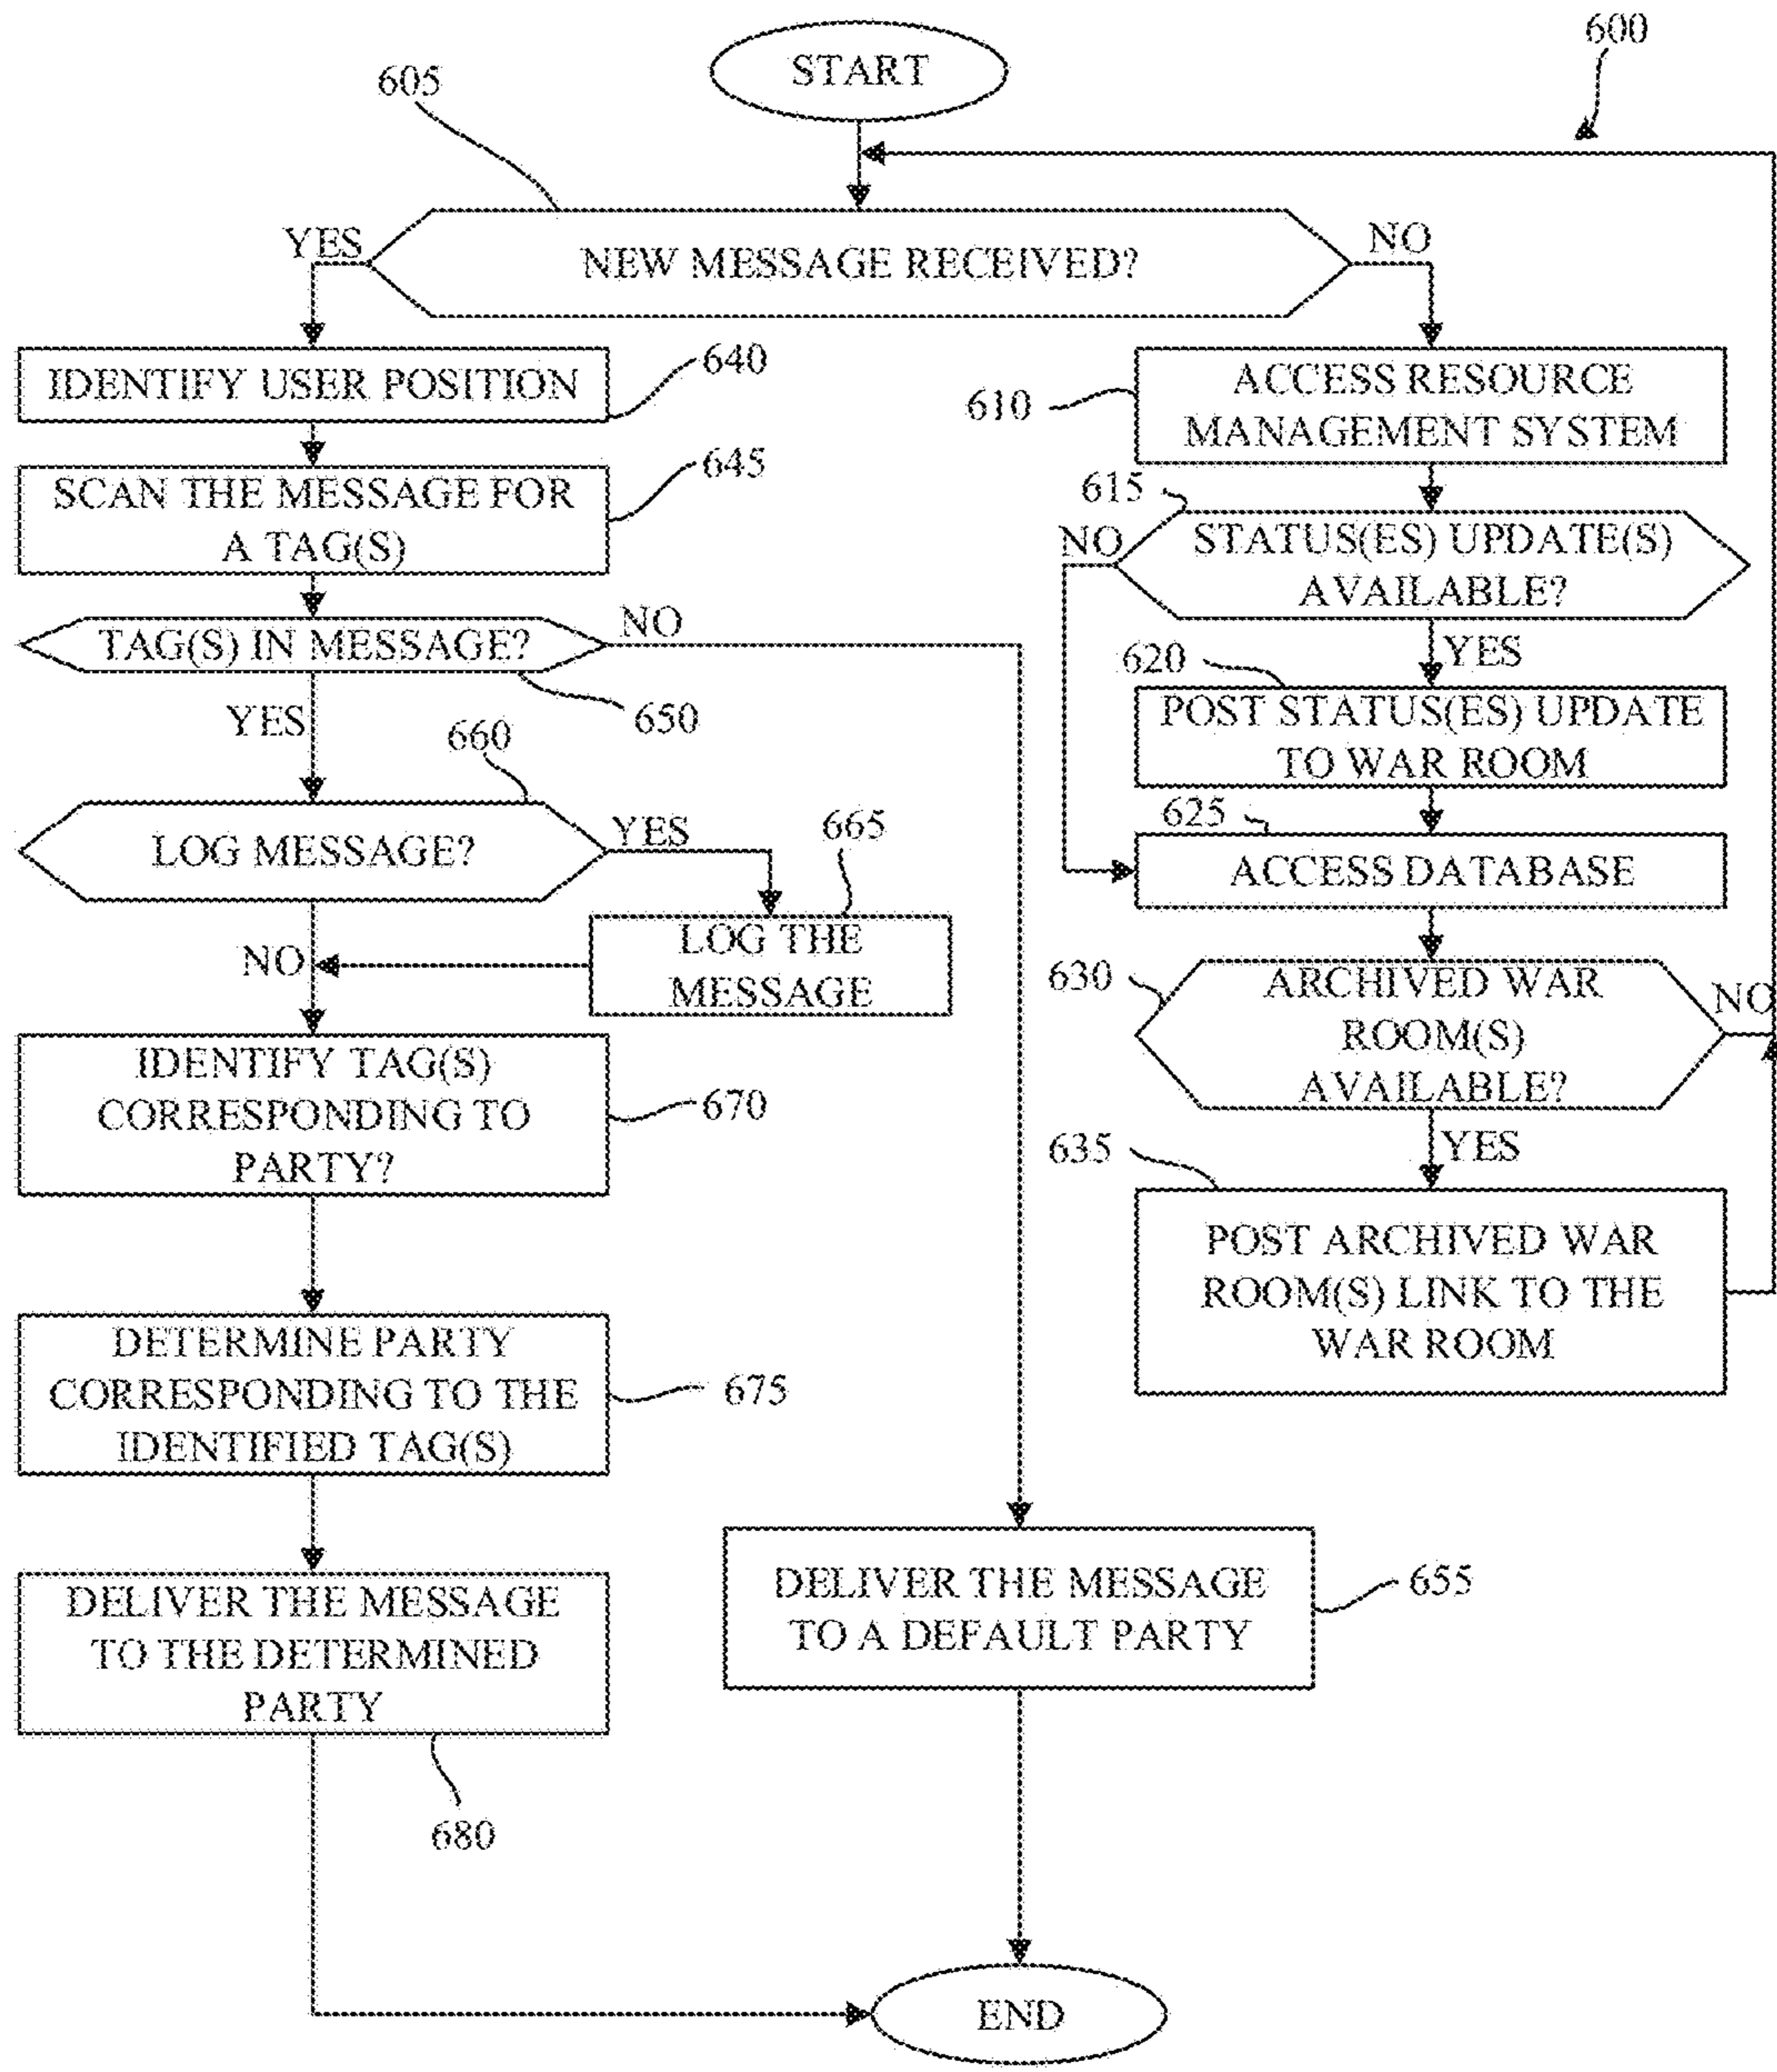 START
600
605
YES
NEW MESSAGE RECEIVED?
NO
IDENTIFY USER POSITION
640
610
ACCESS RESOURCE
MANAGEMENT SYSTEM
SCAN THE MESSAGE FOR
A TAG(S)
645
615
NO
STATUS(ES) UPDATE(S)
AVAILABLE?
TAG(S) IN MESSAGE?
NO
650
YES
YES
620
POST STATUS(ES) UPDATE
TO WAR ROOM
660
LOG MESSAGE?
YES
665
625
ACCESS DATABASE
NO
LOG THE
MESSAGE
630
ARCHIVED WAR
ROOM(S)
AVAILABLE?
NO
IDENTIFY TAG(S)
CORRESPONDING TO
PARTY?
670
YES
635
POST ARCHIVED WAR
ROOM(S) LINK TO THE
WAR ROOM
DETERMINE PARTY
CORRESPONDING TO THE
IDENTIFIED TAG(S)
675
DELIVER THE MESSAGE
TO THE DETERMINED
PARTY
680
DELIVER THE MESSAGE
TO A DEFAULT PARTY
655
END